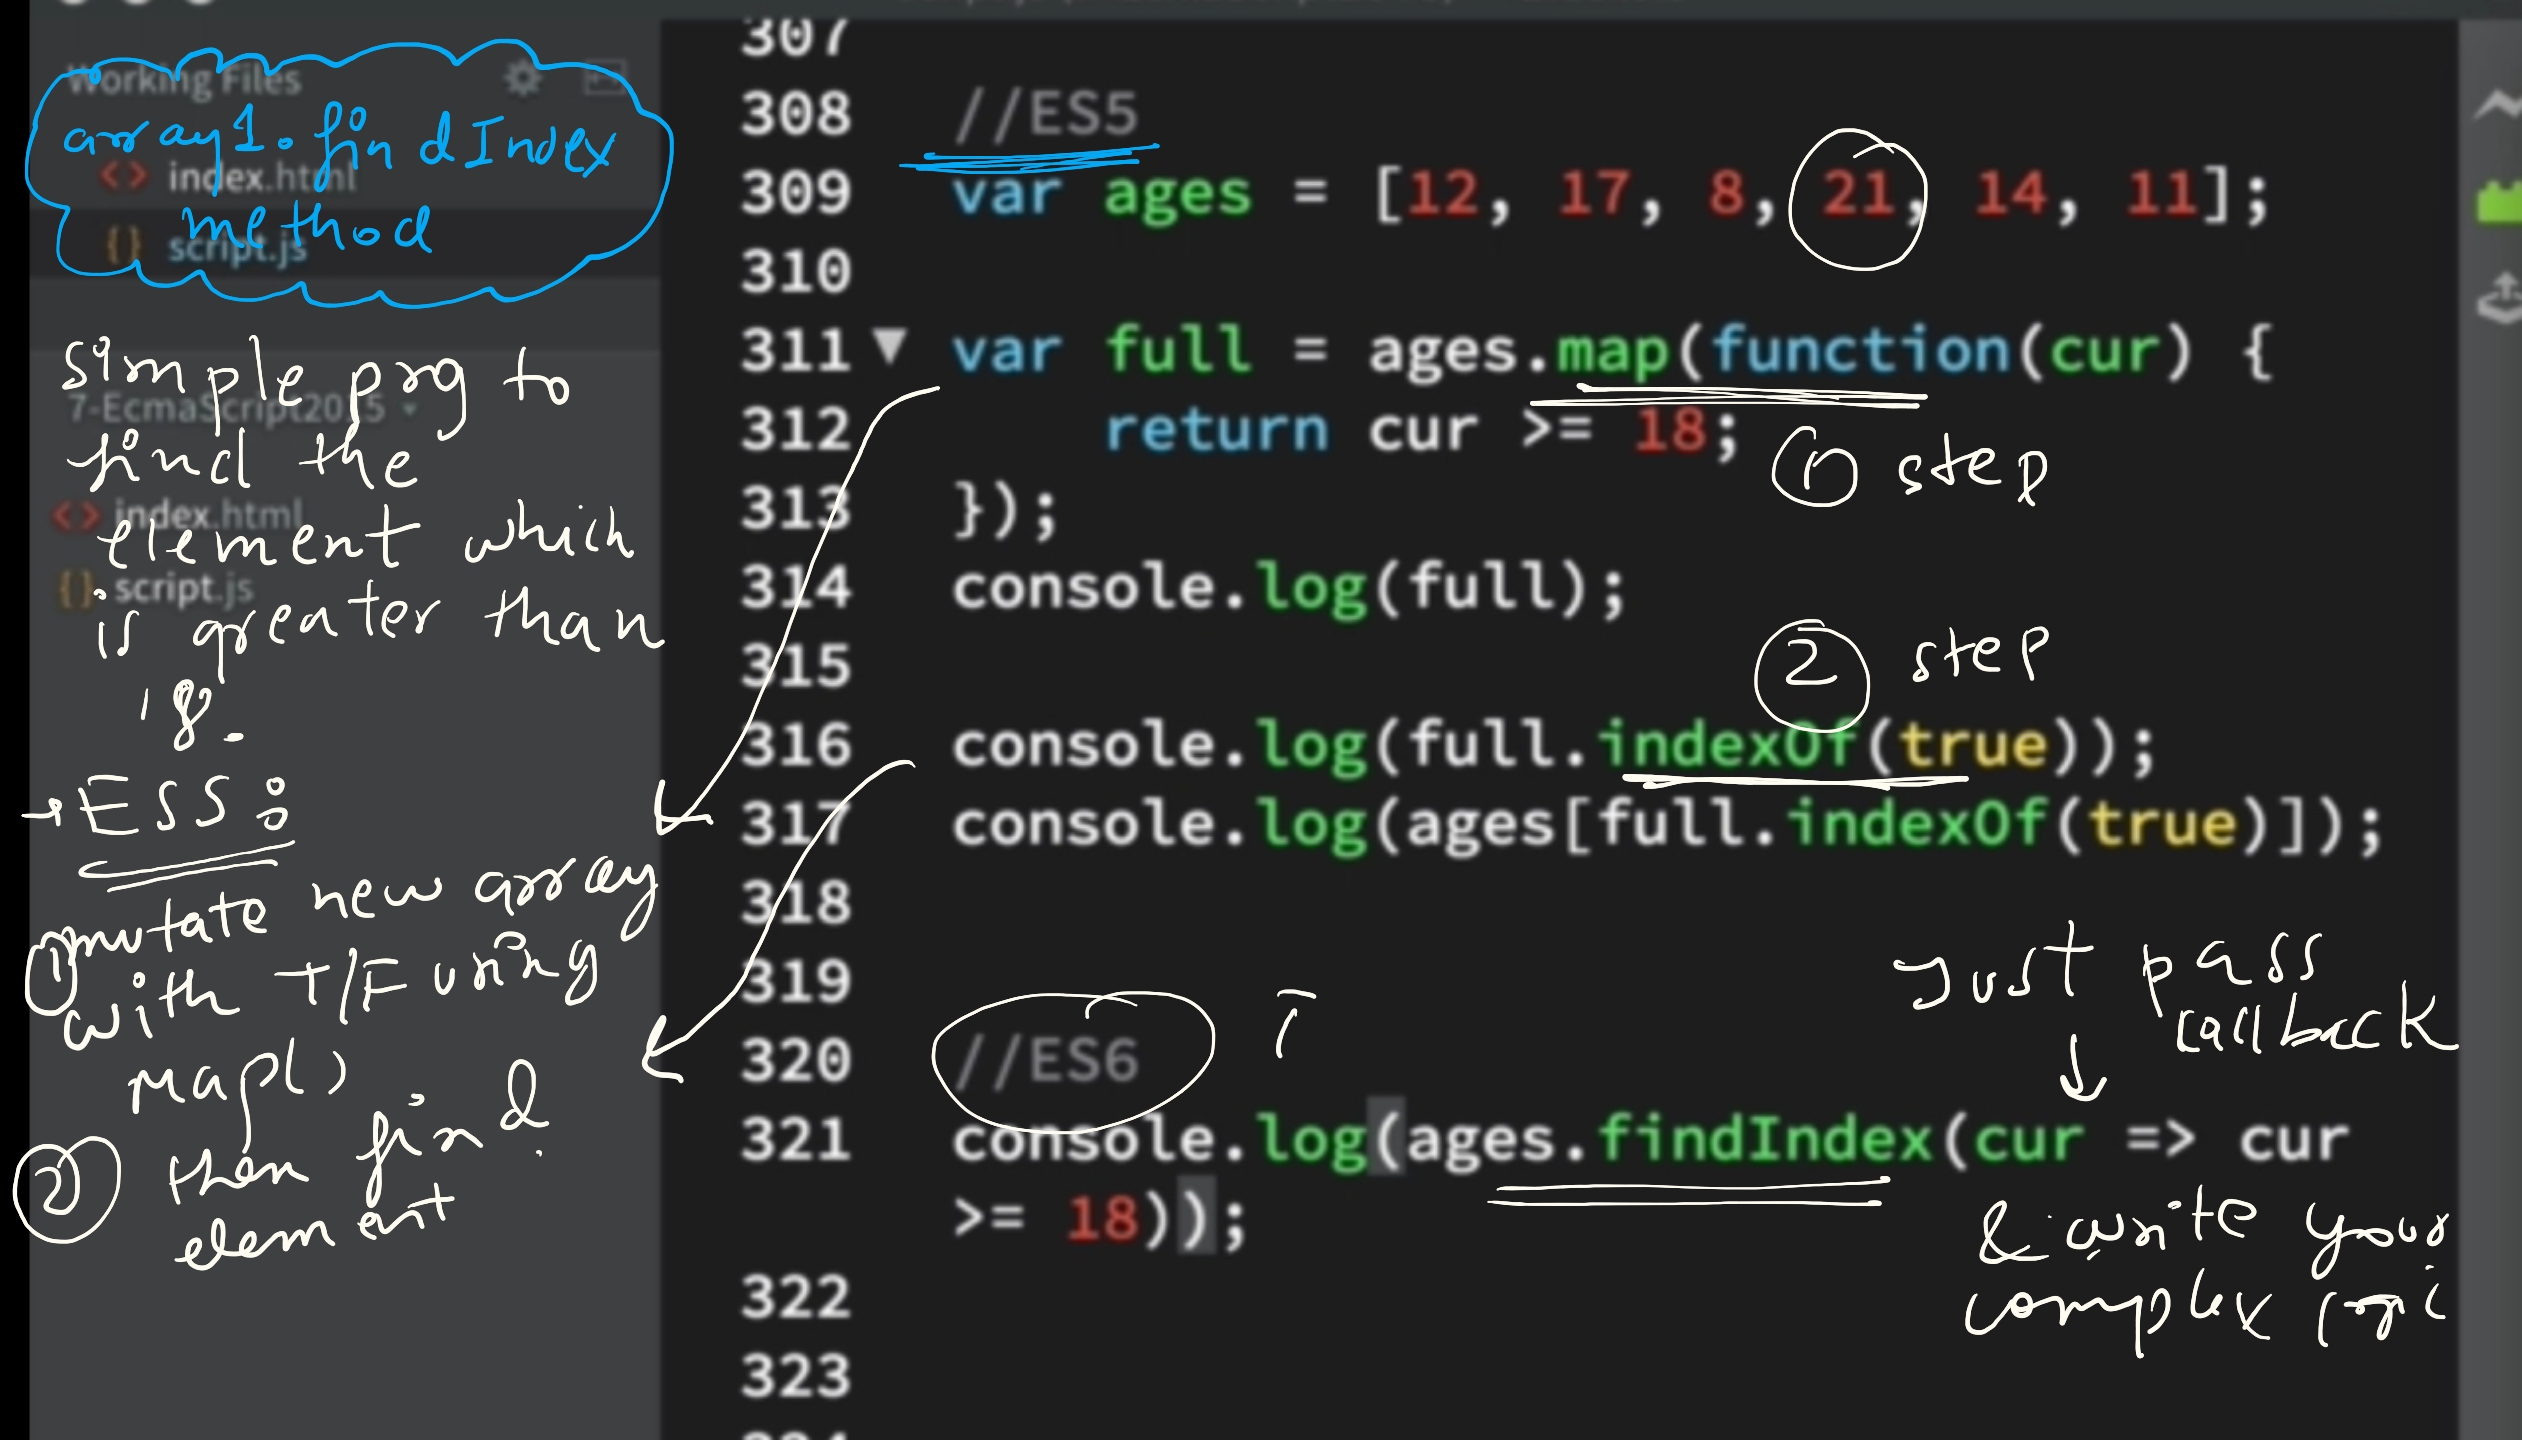 Working Files
array1.findIndex
method
index.html
script.js
simple prg to
7-EcmaScript2015
find the
index.html
element which
script.js
is greater than
18.
→ES5:
① mutate new array
with T/F using
Map()
② then find
element
307
308 //ES5
309 var ages = [12, 17, 8, 21, 14, 11];
310
311 ▼ var full = ages.map(function(cur) {
312 return cur >= 18;
① step
313 });
314 console.log(full);
315
② step
316 console.log(full.indexOf(true));
317 console.log(ages[full.indexOf(true)]);
318
319
Just pass
callback
320 //ES6
321 console.log(ages.findIndex(cur => cur
>= 18));
& write your
complex
322
323